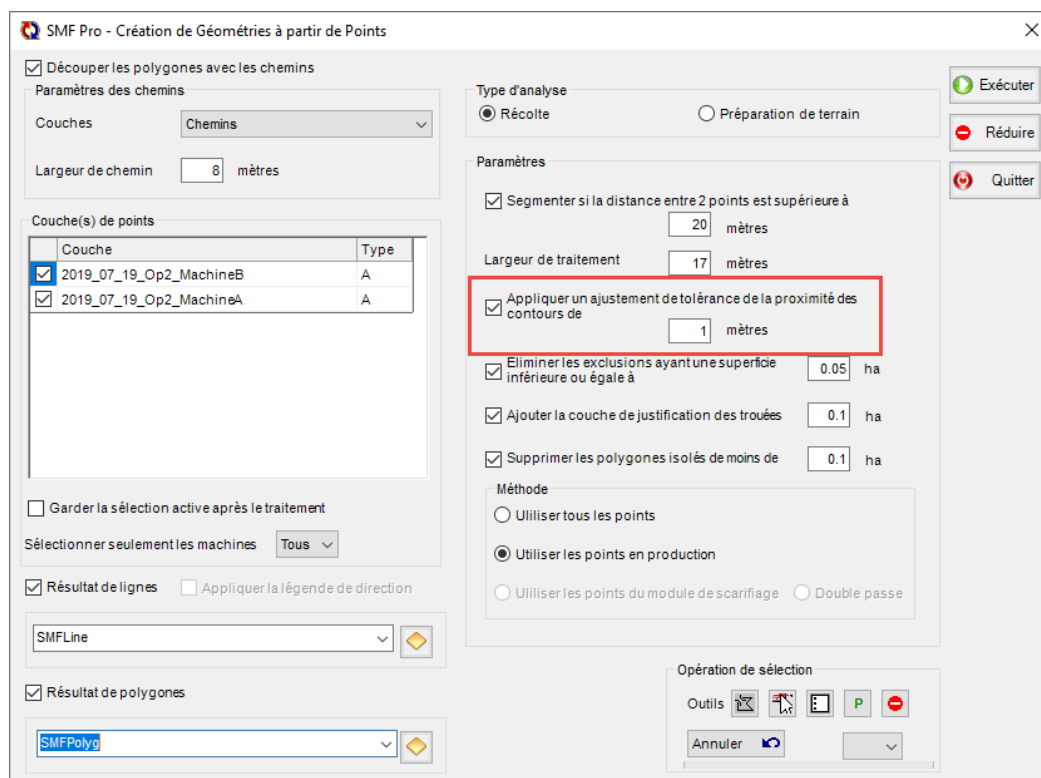 SMF Pro - Création de Géométries à partir de Points
Découper les polygones avec les chemins
Paramètres des chemins
Couches
Chemins
Largeur de chemin
8
mètres
Couche(s) de points
Couche
Type
2019_07_19_Op2_MachineB
A
2019_07_19_Op2_MachineA
A
Garder la sélection active après le traitement
Sélectionner seulement les machines
Tous
Résultat de lignes
Appliquer la légende de direction
SMFLine
Résultat de polygones
SMFPolyg
Type d'analyse
Récolte
Préparation de terrain
Paramètres
Segmenter si la distance entre 2 points est supérieure à
20
mètres
Largeur de traitement
17
mètres
Appliquer un ajustement de tolérance de la proximité des
contours de
1
mètres
Éliminer les exclusions ayant une superficie
inférieure ou égale à
0.05
ha
Ajouter la couche de justification des trouées
0.1
ha
Supprimer les polygones isolés de moins de
0.1
ha
Méthode
Utiliser tous les points
Utiliser les points en production
Utiliser les points du module de scarifiage
Double passe
Opération de sélection
Outils
P
Annuler
Exécuter
Réduire
Quitter